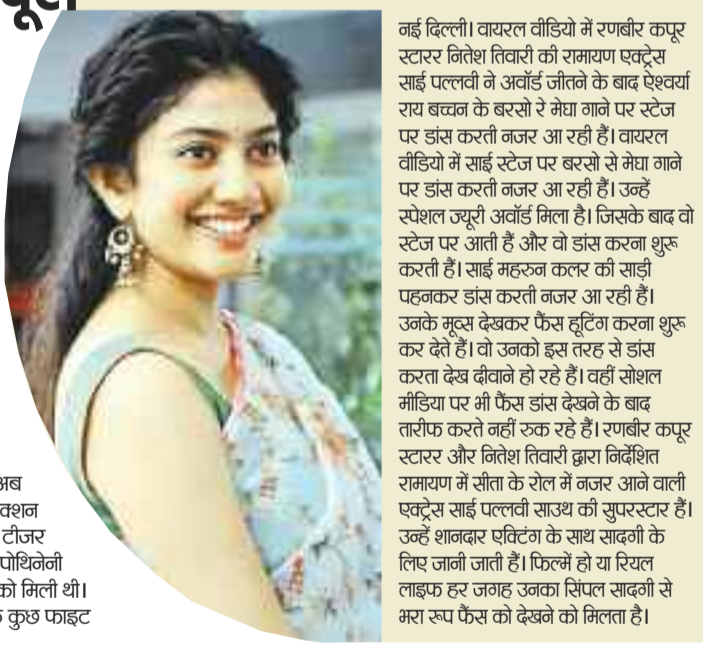 नई दिल्ली। वायरल वीडियो में रणबीर कपूर
स्टारर नितेश तिवारी की रामायण एक्ट्रेस
साई पल्लवी ने अवॉर्ड जीतने के बाद ऐश्वर्या
राय बच्चन के बरसो रे मेघा गाने पर स्टेज
पर डांस करती नजर आ रही हैं। वायरल
वीडियो में साई स्टेज पर बरसो से मेघा गाने
पर डांस करती नजर आ रही हैं। उन्हें
स्पेशल ज्यूरी अवॉर्ड मिला है। जिसके बाद वो
स्टेज पर आती हैं और वो डांस करना शुरू
करती हैं। साई महरुन कलर की साड़ी
पहनकर डांस करती नजर आ रही हैं।
उनके मूव्स देखकर फैंस हूटिंग करना शुरू
कर देते हैं। वो उनको इस तरह से डांस
करता देख दीवाने हो रहे हैं। वहीं सोशल
मीडिया पर भी फैंस डांस देखने के बाद
तारीफ करते नहीं रुक रहे हैं। रणबीर कपूर
स्टारर और नितेश तिवारी द्वारा निर्देशित
रामायण में सीता के रोल में नजर आने वाली
एक्ट्रेस साई पल्लवी साउथ की सुपरस्टार हैं।
उन्हें शानदार एक्टिंग के साथ सादगी के
लिए जानी जाती हैं। फिल्में हो या रियल
लाइफ हर जगह उनका सिंपल सादगी से
भरा रूप फैंस को देखने को मिलता है।
अब
क्शन
टीजर
पोथिनेनी
को मिली थी।
कुछ फाइट